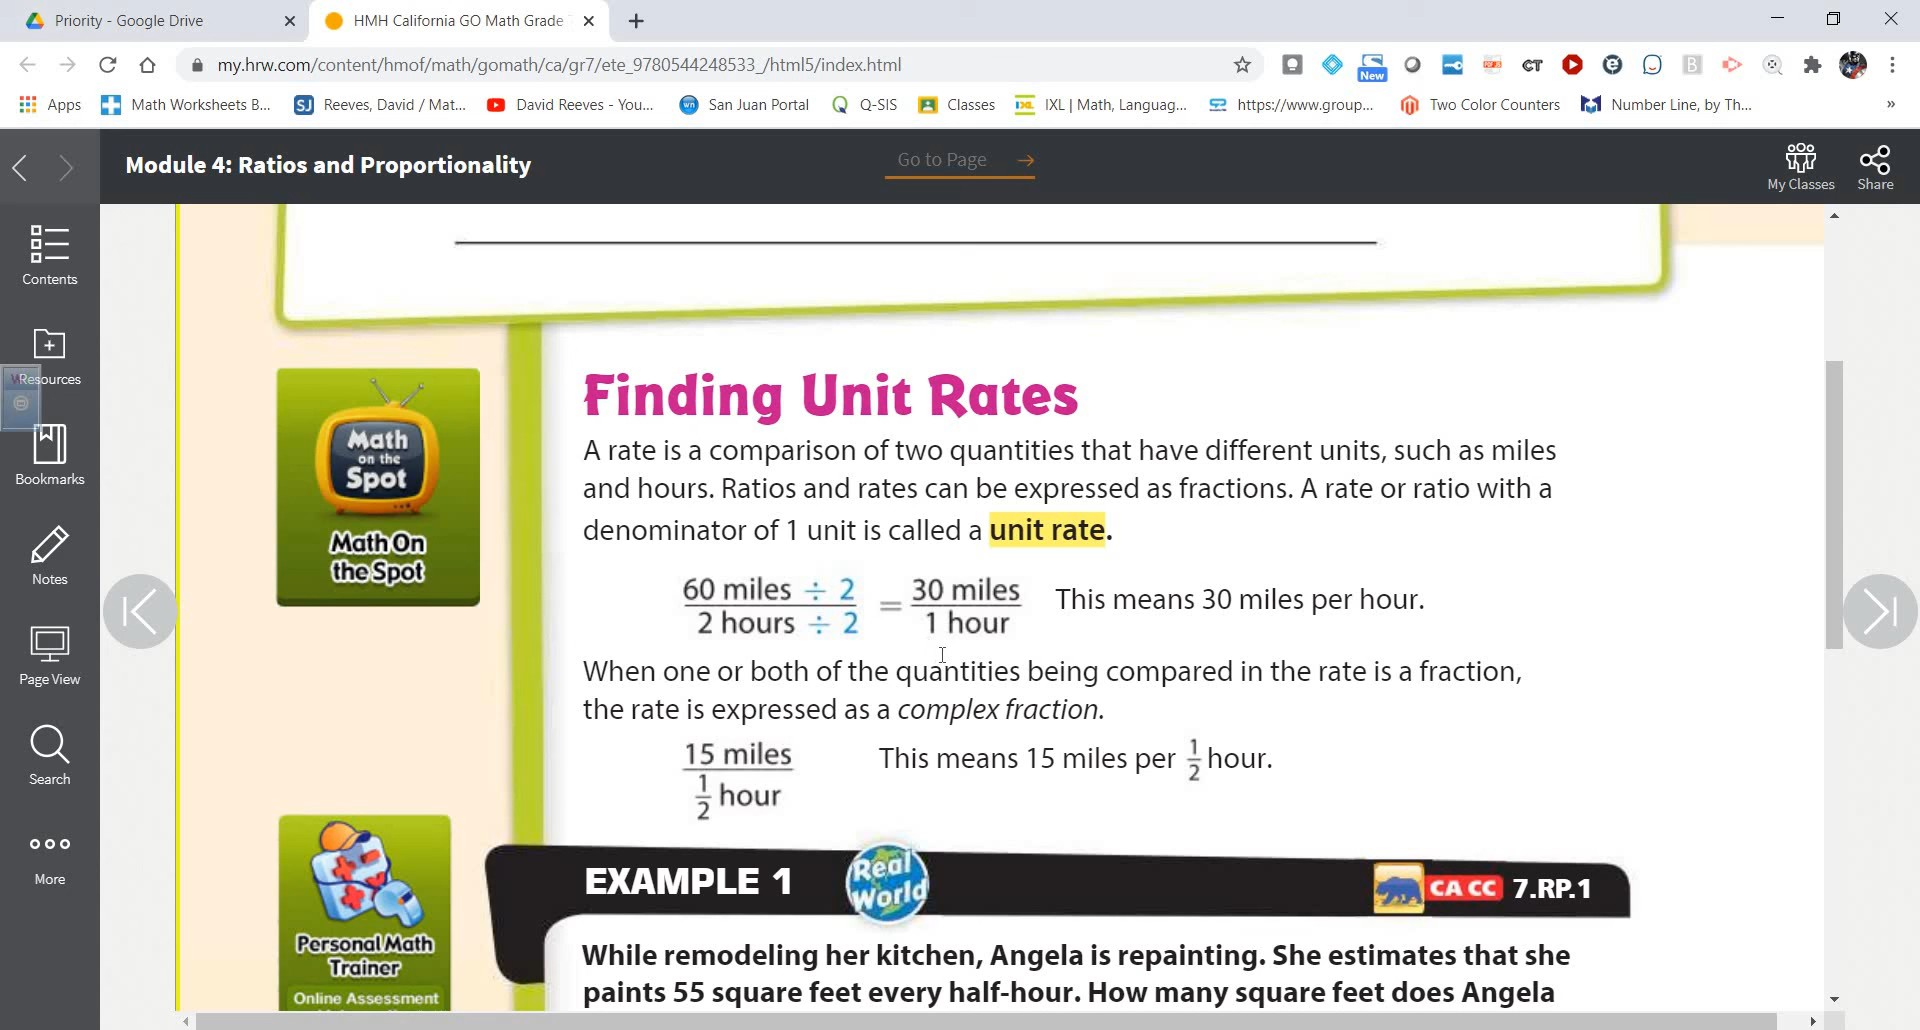 Priority - Google Drive
HMH California GO Math Grade
my.hrw.com/content/hmof/math/gomath/ca/gr7/ete_9780544248533_/html5/index.html
New
CT
Apps
Math Worksheets B...
SJ
Reeves, David / Mat...
David Reeves - You...
San Juan Portal
Q-SIS
Classes
IXL | Math, Languag...
https://www.group...
Two Color Counters
Number Line, by Th...
»
Module 4: Ratios and Proportionality
Go to Page
My Classes
Share
Contents
Resources
Bookmarks
Notes
Page View
Search
More
Math
on the
Spot
Math On
the Spot
Finding Unit Rates
A rate is a comparison of two quantities that have different units, such as miles
and hours. Ratios and rates can be expressed as fractions. A rate or ratio with a
denominator of 1 unit is called a unit rate.
60 miles ÷ 2 / 2 hours ÷ 2 = 30 miles / 1 hour This means 30 miles per hour.
When one or both of the quantities being compared in the rate is a fraction,
the rate is expressed as a complex fraction.
15 miles / 1/2 hour This means 15 miles per 1/2 hour.
Personal Math
Trainer
Online Assessment
EXAMPLE 1
Real
World
CA CC 7.RP.1
While remodeling her kitchen, Angela is repainting. She estimates that she
paints 55 square feet every half-hour. How many square feet does Angela